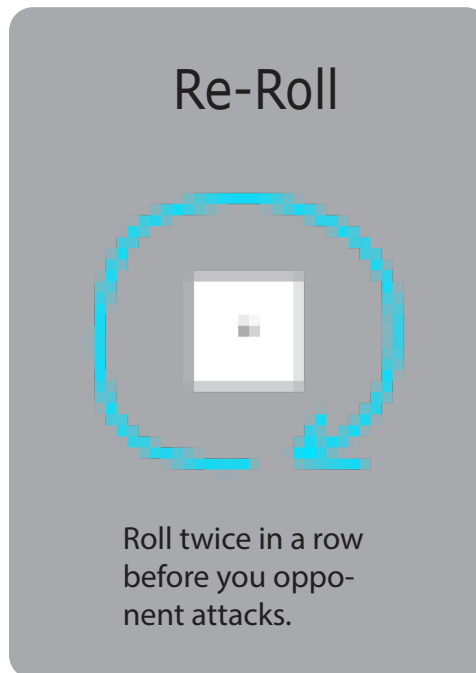 Re-Roll
Roll twice in a row
before you oppo-
nent attacks.